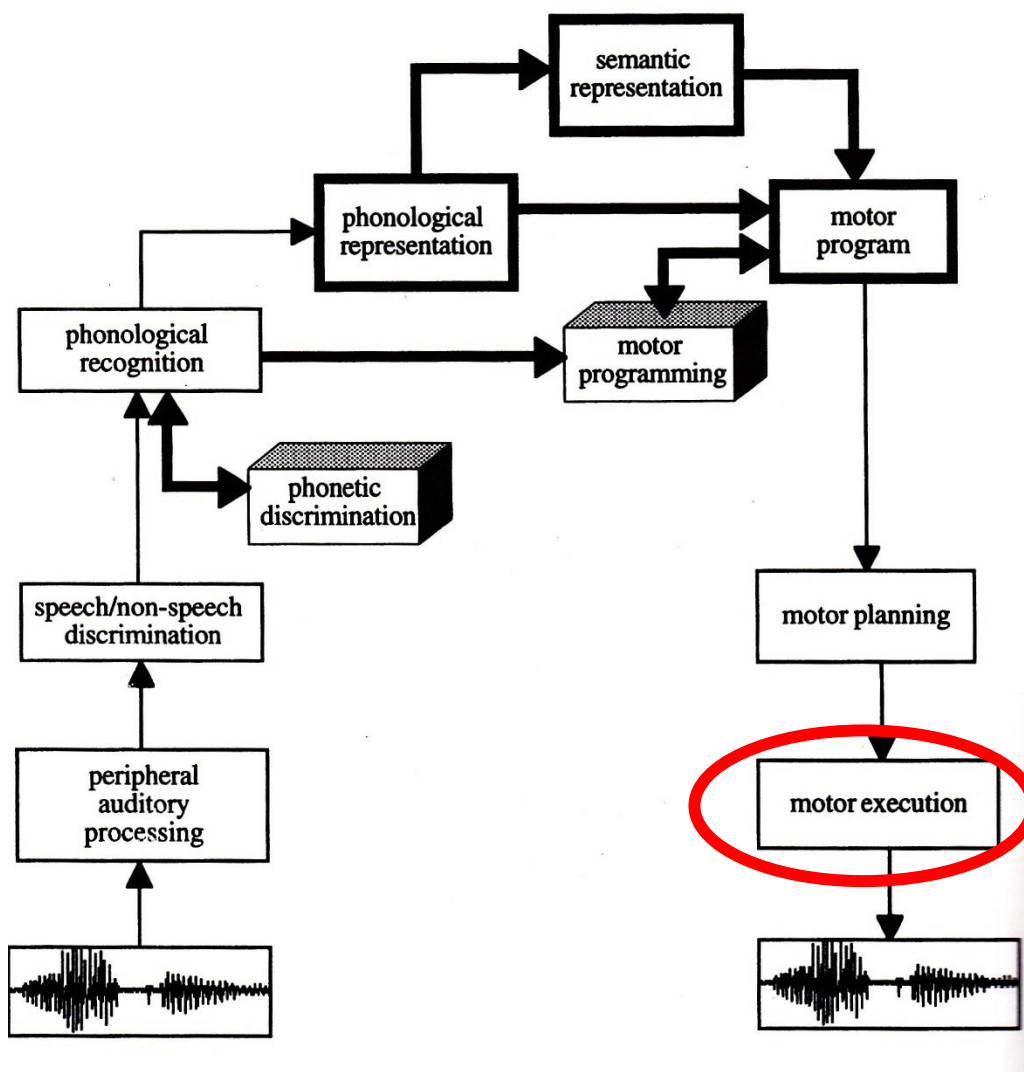 semantic
representation
phonological
representation
motor
program
phonological
recognition
motor
programming
phonetic
discrimination
speech/non-speech
discrimination
motor planning
peripheral
auditory
processing
motor execution